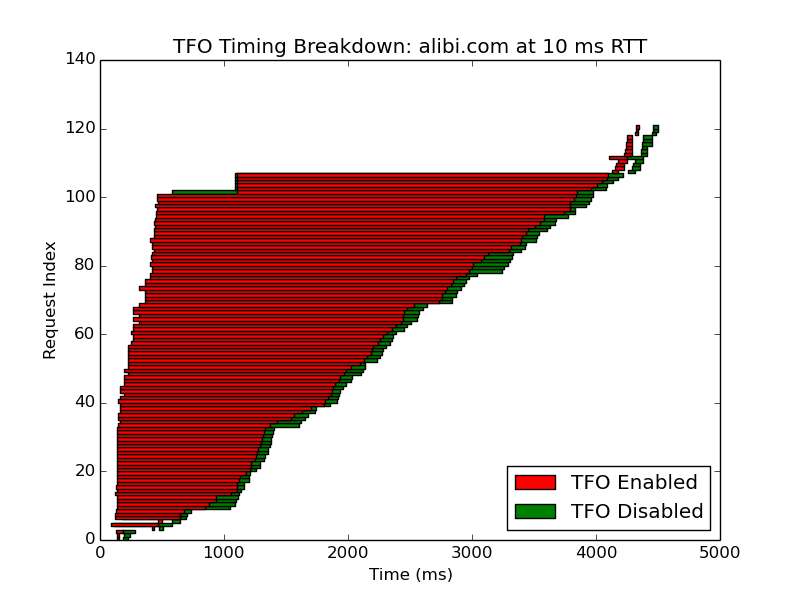 TFO Timing Breakdown: alibi.com at 10 ms RTT
140
120
100
80
60
40
20
0
Request Index
0 1000 2000 3000 4000 5000
Time (ms)
TFO Enabled
TFO Disabled